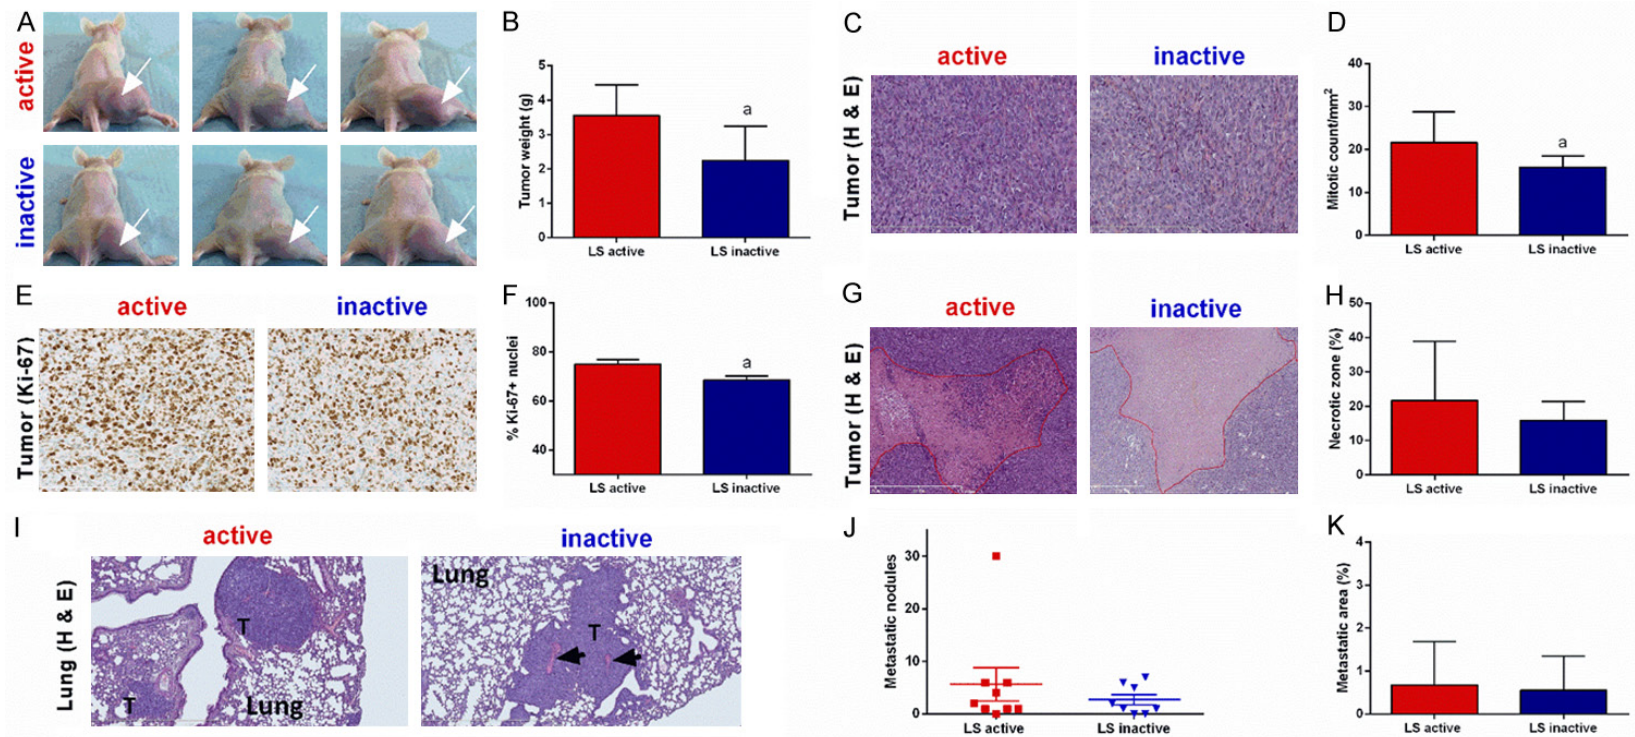 A
active
inactive
B
Tumor weight (g)
5
4
3
2
1
0
a
LS active
LS inactive
C
active
inactive
Tumor (H & E)
D
Mitotic count/mm2
40
30
20
10
0
a
LS active
LS inactive
E
active
inactive
Tumor (Ki-67)
F
% Ki-67+ nuclei
100
80
60
40
a
LS active
LS inactive
G
active
inactive
Tumor (H & E)
H
Necrotic zone (%)
50
40
30
20
10
0
LS active
LS inactive
I
active
inactive
Lung (H & E)
T
T
Lung
Lung
T
J
Metastatic nodules
30
20
10
0
LS active
LS inactive
K
Metastatic area (%)
4
3
2
1
0
LS active
LS inactive